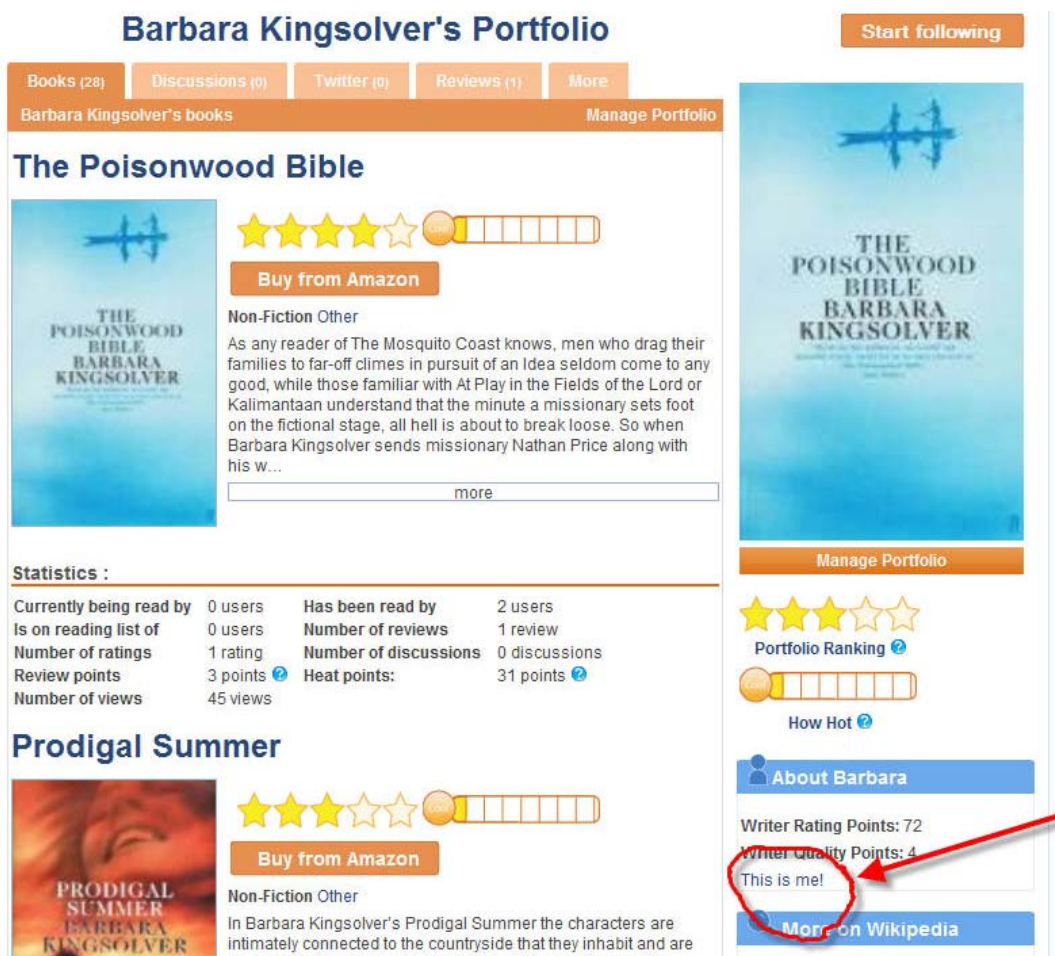 Barbara Kingsolver's Portfolio
Start following
Books (28)
Discussions (0)
Twitter (0)
Reviews (1)
More
Barbara Kingsolver's books
Manage Portfolio
The Poisonwood Bible
THE
POISONWOOD
BIBLE
BARBARA
KINGSOLVER
Buy from Amazon
Non-Fiction Other
As any reader of The Mosquito Coast knows, men who drag their
families to far-off climes in pursuit of an Idea seldom come to any
good, while those familiar with At Play in the Fields of the Lord or
Kalimantaan understand that the minute a missionary sets foot
on the fictional stage, all hell is about to break loose. So when
Barbara Kingsolver sends missionary Nathan Price along with
his w...
more
Statistics :
Currently being read by 0 users Has been read by 2 users
Is on reading list of 0 users Number of reviews 1 review
Number of ratings 1 rating Number of discussions 0 discussions
Review points 3 points ? Heat points: 31 points ?
Number of views 45 views
Prodigal Summer
PRODIGAL
SUMMER
BARBARA
KINGSOLVER
Buy from Amazon
Non-Fiction Other
In Barbara Kingsolver's Prodigal Summer the characters are
intimately connected to the countryside that they inhabit and are
THE
POISONWOOD
BIBLE
BARBARA
KINGSOLVER
Manage Portfolio
Portfolio Ranking ?
How Hot ?
About Barbara
Writer Rating Points: 72
Writer Quality Points: 4
This is me!
More on Wikipedia